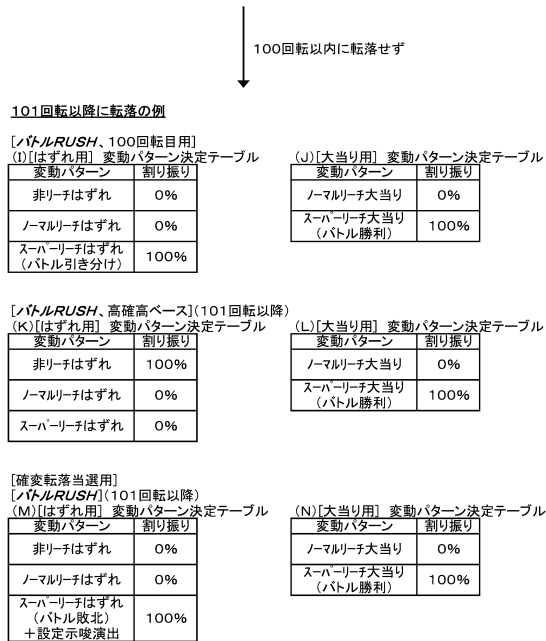 100回転以内に転落せず
101回転以降に転落の例
[バトルRUSH、100回転目用]
(I)[はずれ用] 変動パターン決定テーブル
変動パターン 割り振り
非リーチはずれ 0%
ノーマルリーチはずれ 0%
スーパーリーチはずれ
(バトル引き分け) 100%
(J)[大当り用] 変動パターン決定テーブル
変動パターン 割り振り
ノーマルリーチ大当り 0%
スーパーリーチ大当り
(バトル勝利) 100%
[バトルRUSH、高確高ベース](101回転以降)
(K)[はずれ用] 変動パターン決定テーブル
変動パターン 割り振り
非リーチはずれ 100%
ノーマルリーチはずれ 0%
スーパーリーチはずれ 0%
(L)[大当り用] 変動パターン決定テーブル
変動パターン 割り振り
ノーマルリーチ大当り 0%
スーパーリーチ大当り
(バトル勝利) 100%
[確変転落当選用]
[バトルRUSH](101回転以降)
(M)[はずれ用] 変動パターン決定テーブル
変動パターン 割り振り
非リーチはずれ 0%
ノーマルリーチはずれ 0%
スーパーリーチはずれ
(バトル敗北) 100%
+設定示唆演出
(N)[大当り用] 変動パターン決定テーブル
変動パターン 割り振り
ノーマルリーチ大当り 0%
スーパーリーチ大当り
(バトル勝利) 100%